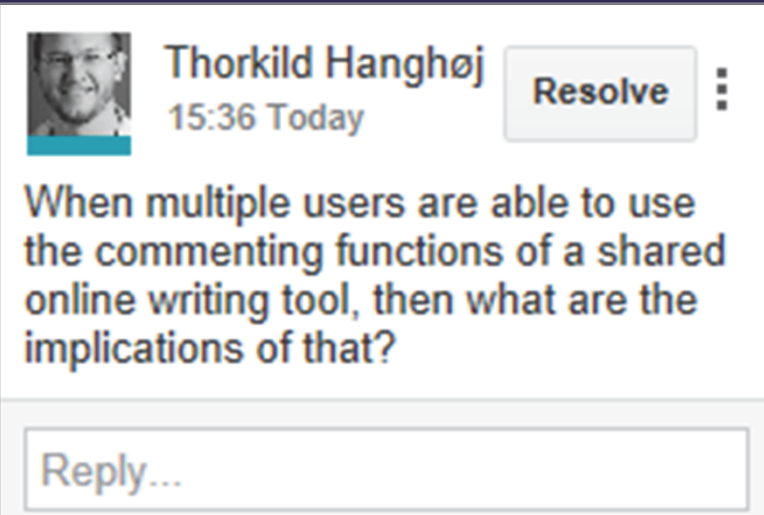 Thorkild Hanghøj
Resolve
15:36 Today
When multiple users are able to use
the commenting functions of a shared
online writing tool, then what are the
implications of that?
Reply...